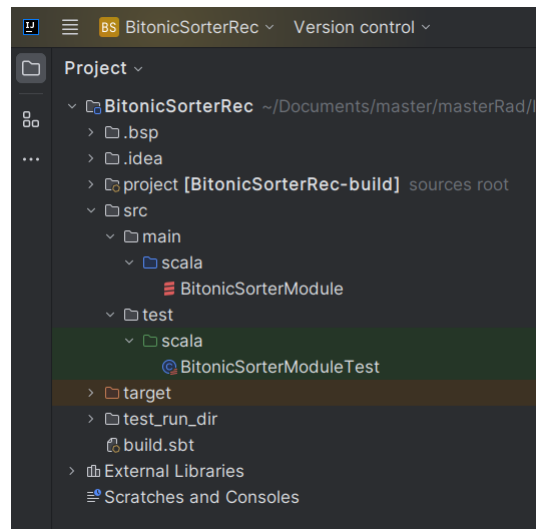 BS BitonicSorterRec Version control
Project
BitonicSorterRec ~/Documents/master/masterRad/
.bsp
.idea
project [BitonicSorterRec-build] sources root
src
main
scala
BitonicSorterModule
test
scala
BitonicSorterModuleTest
target
test_run_dir
build.sbt
External Libraries
Scratches and Consoles